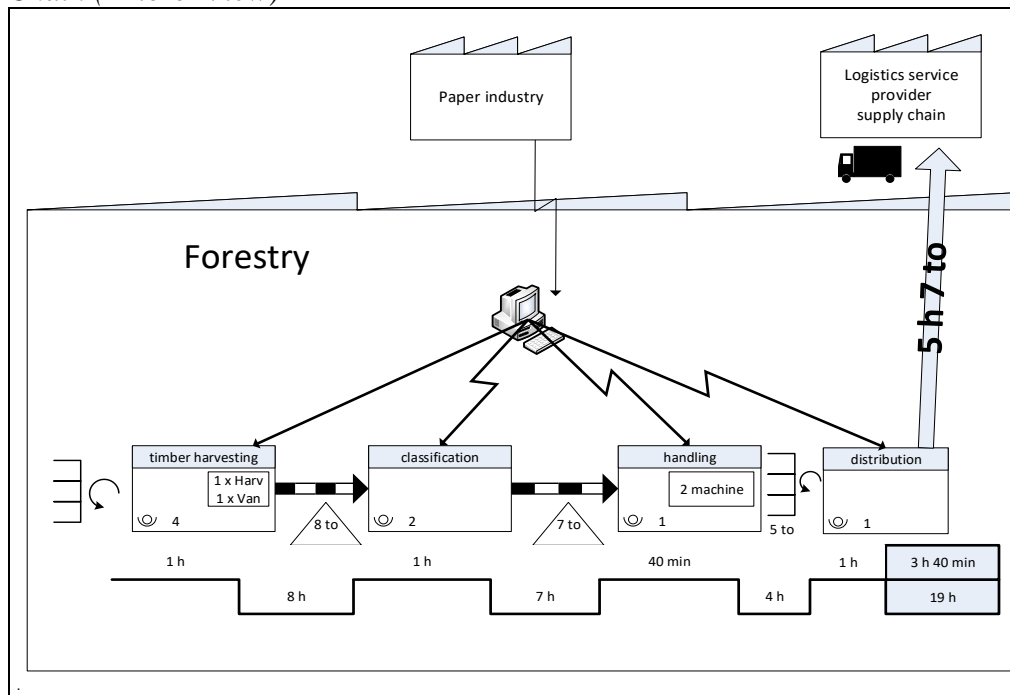 Paper industry
Logistics service
provider
supply chain
Forestry
5 h 7 to
timber harvesting
1 x Harv
1 x Van
4
8 to
classification
2
7 to
handling
2 machine
1
5 to
distribution
1
1 h
8 h
1 h
7 h
40 min
4 h
1 h
3 h 40 min
19 h
.